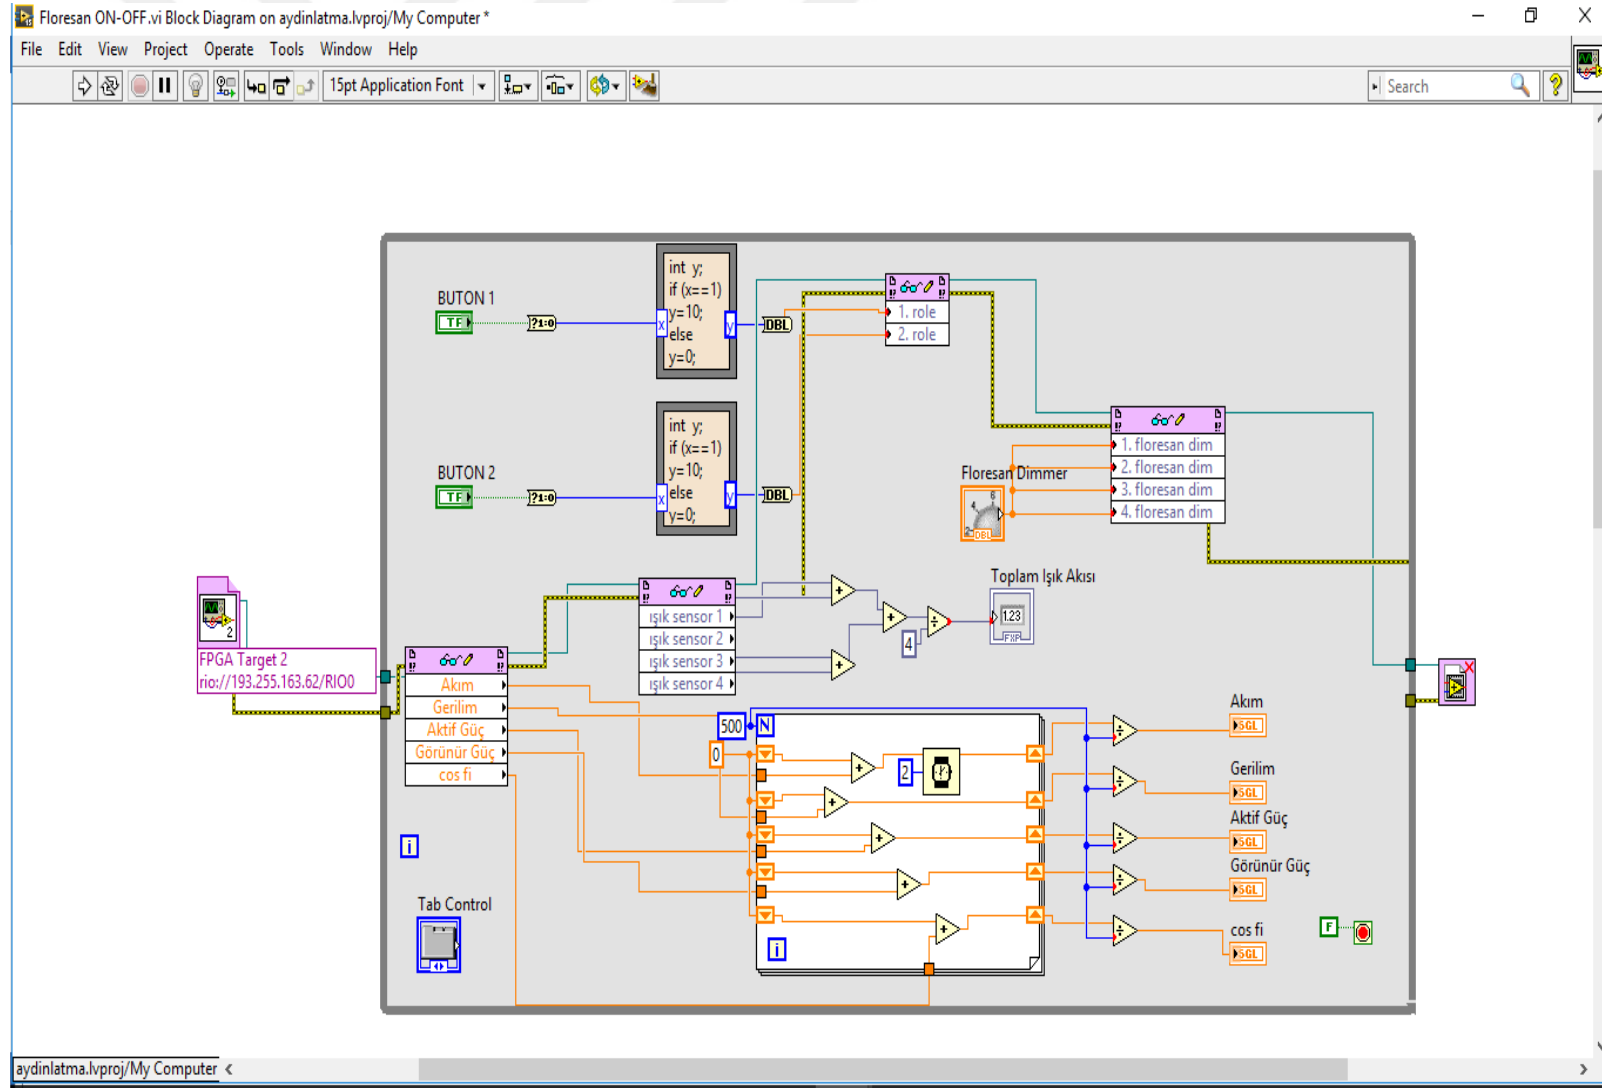 Floresan ON-OFF.vi Block Diagram on aydinlatma.lvproj/My Computer *
File Edit View Project Operate Tools Window Help
15pt Application Font
Search
BUTON 1
TF
?1:0
x
int y;
if (x==1)
y=10;
else
y=0;
y
DBL
1. role
2. role
BUTON 2
TF
?1:0
x
int y;
if (x==1)
y=10;
else
y=0;
y
DBL
Floresan Dimmer
DBL
1. floresan dim
2. floresan dim
3. floresan dim
4. floresan dim
2
FPGA Target 2
rio://193.255.163.62/RIO0
Akım
Gerilim
Aktif Güç
Görünür Güç
cos fi
ışık sensor 1
ışık sensor 2
ışık sensor 3
ışık sensor 4
4
Toplam Işık Akısı
1.23
FXP
500
N
0
2
i
i
Tab Control
Akım
SGL
Gerilim
SGL
Aktif Güç
SGL
Görünür Güç
SGL
cos fi
SGL
F
aydinlatma.lvproj/My Computer